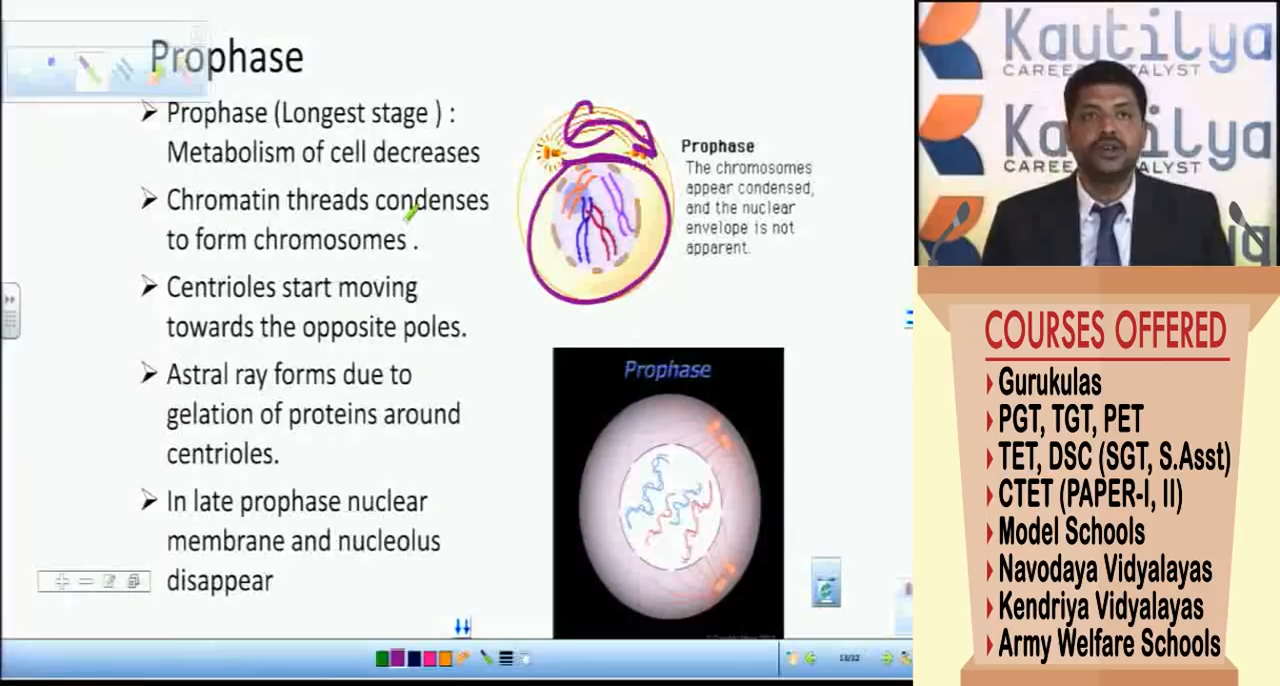 Prophase
Prophase (Longest stage ) :
Metabolism of cell decreases
Chromatin threads condenses
to form chromosomes .
Centrioles start moving
towards the opposite poles.
Astral ray forms due to
gelation of proteins around
centrioles.
In late prophase nuclear
membrane and nucleolus
disappear
Prophase
The chromosomes
appear condensed,
and the nuclear
envelope is not
apparent.
Prophase
13/32
Kautilya
CAREER CATALYST
Kautilya
COURSES OFFERED
Gurukulas
PGT, TGT, PET
TET, DSC (SGT, S.Asst)
CTET (PAPER-I, II)
Model Schools
Navodaya Vidyalayas
Kendriya Vidyalayas
Army Welfare Schools